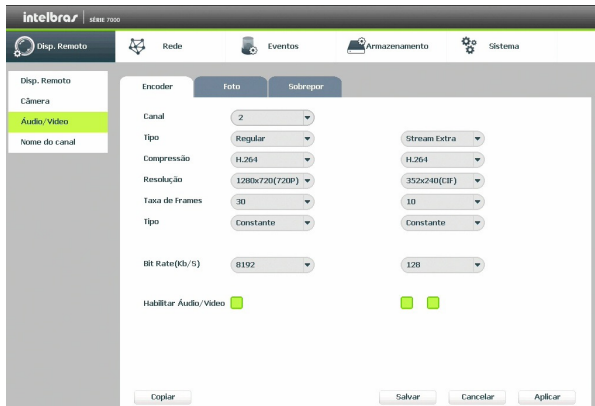 intelbras SÉRIE 7000
Disp. Remoto Rede Eventos Armazenamento Sistema
Disp. Remoto
Câmera
Áudio/Video
Nome do canal
Encoder Foto Sobrepor
Canal 2
Tipo Regular Stream Extra
Compressão H.264 H.264
Resolução 1280x720(720P) 352x240(CIF)
Taxa de Frames 30 10
Tipo Constante Constante
Bit Rate(Kb/S) 8192 128
Habilitar Áudio/Video
Copiar Salvar Cancelar Aplicar